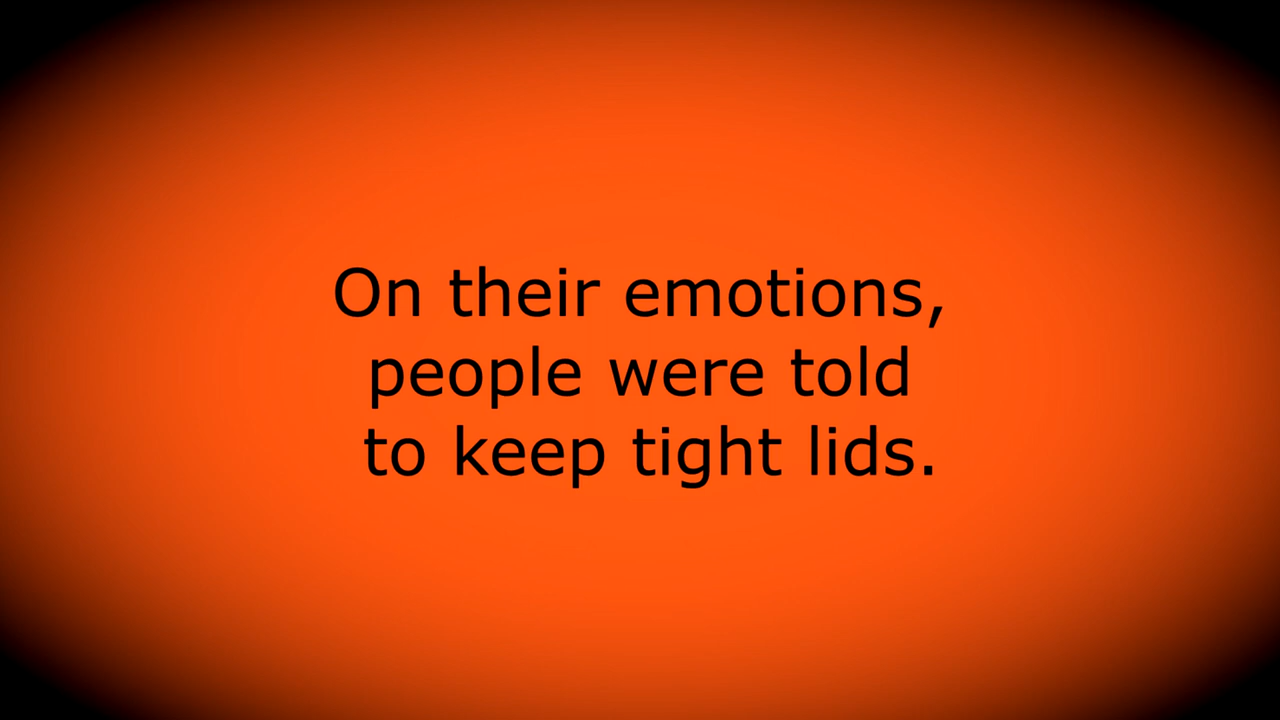 On their emotions,
people were told
to keep tight lids.